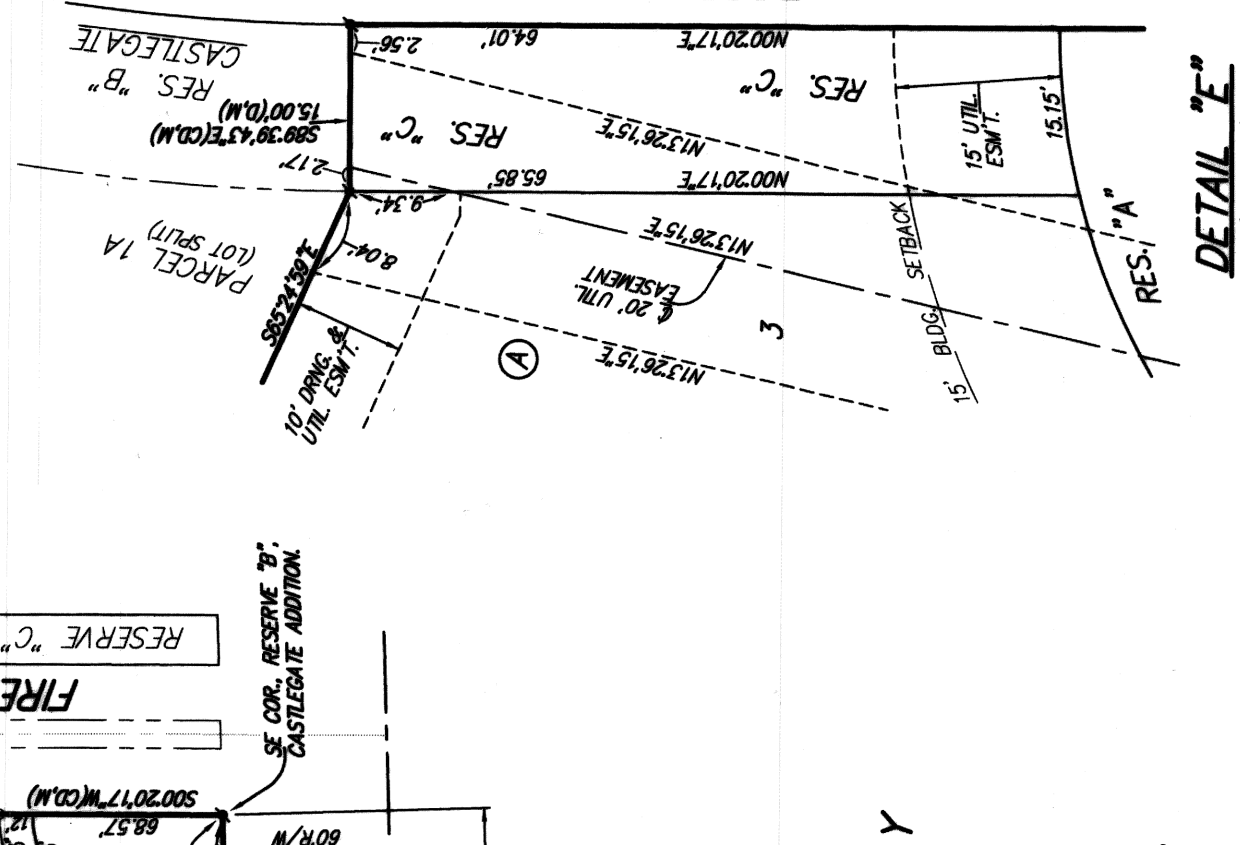 CASTLEGATE
RES. "B"
15.00'(D,M)
S89°39'43"E(CD,M)
2.56'
64.01'
N00°20'17"E
RES. "C"
RES. "C"
N13°26'15"E
15' UTIL.
ESM'T.
15.15'
2.17'
9.34'
65.85'
N00°20'17"E
PARCEL 1A
(LOT SPLIT)
S65°24'59"E
8.04'
N13°26'15"E
℄ 20' UTIL.
EASEMENT
15' BLDG. SETBACK
RES. "A"
DETAIL "E"
10' DRNG. &
UTIL. ESM'T.
A
N13°26'15"E
3
SE COR., RESERVE "B",
CASTLEGATE ADDITION.
RESERVE "C"
FIRE
S00°20'17"W(CD,M)
68.57'
12'
60'R/W
Y